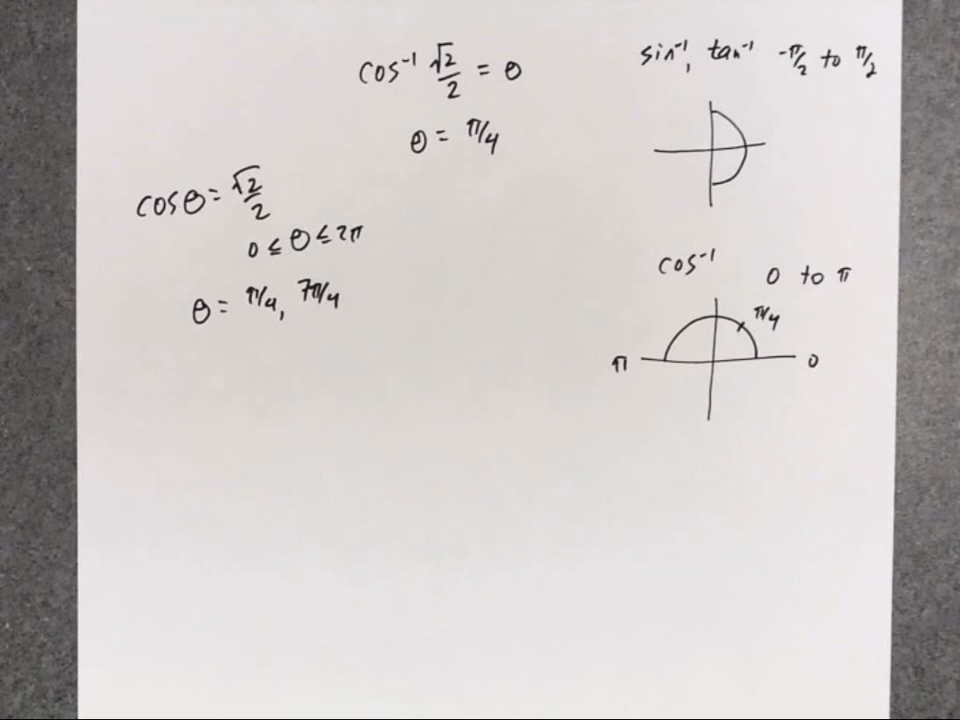 cos⁻¹ √2/2 = θ
θ = π/4
cosθ = √2/2
0 ≤ θ ≤ 2π
θ = π/4, 7π/4
sin⁻¹, tan⁻¹ -π/2 to π/2
cos⁻¹ 0 to π
π/4
π 0